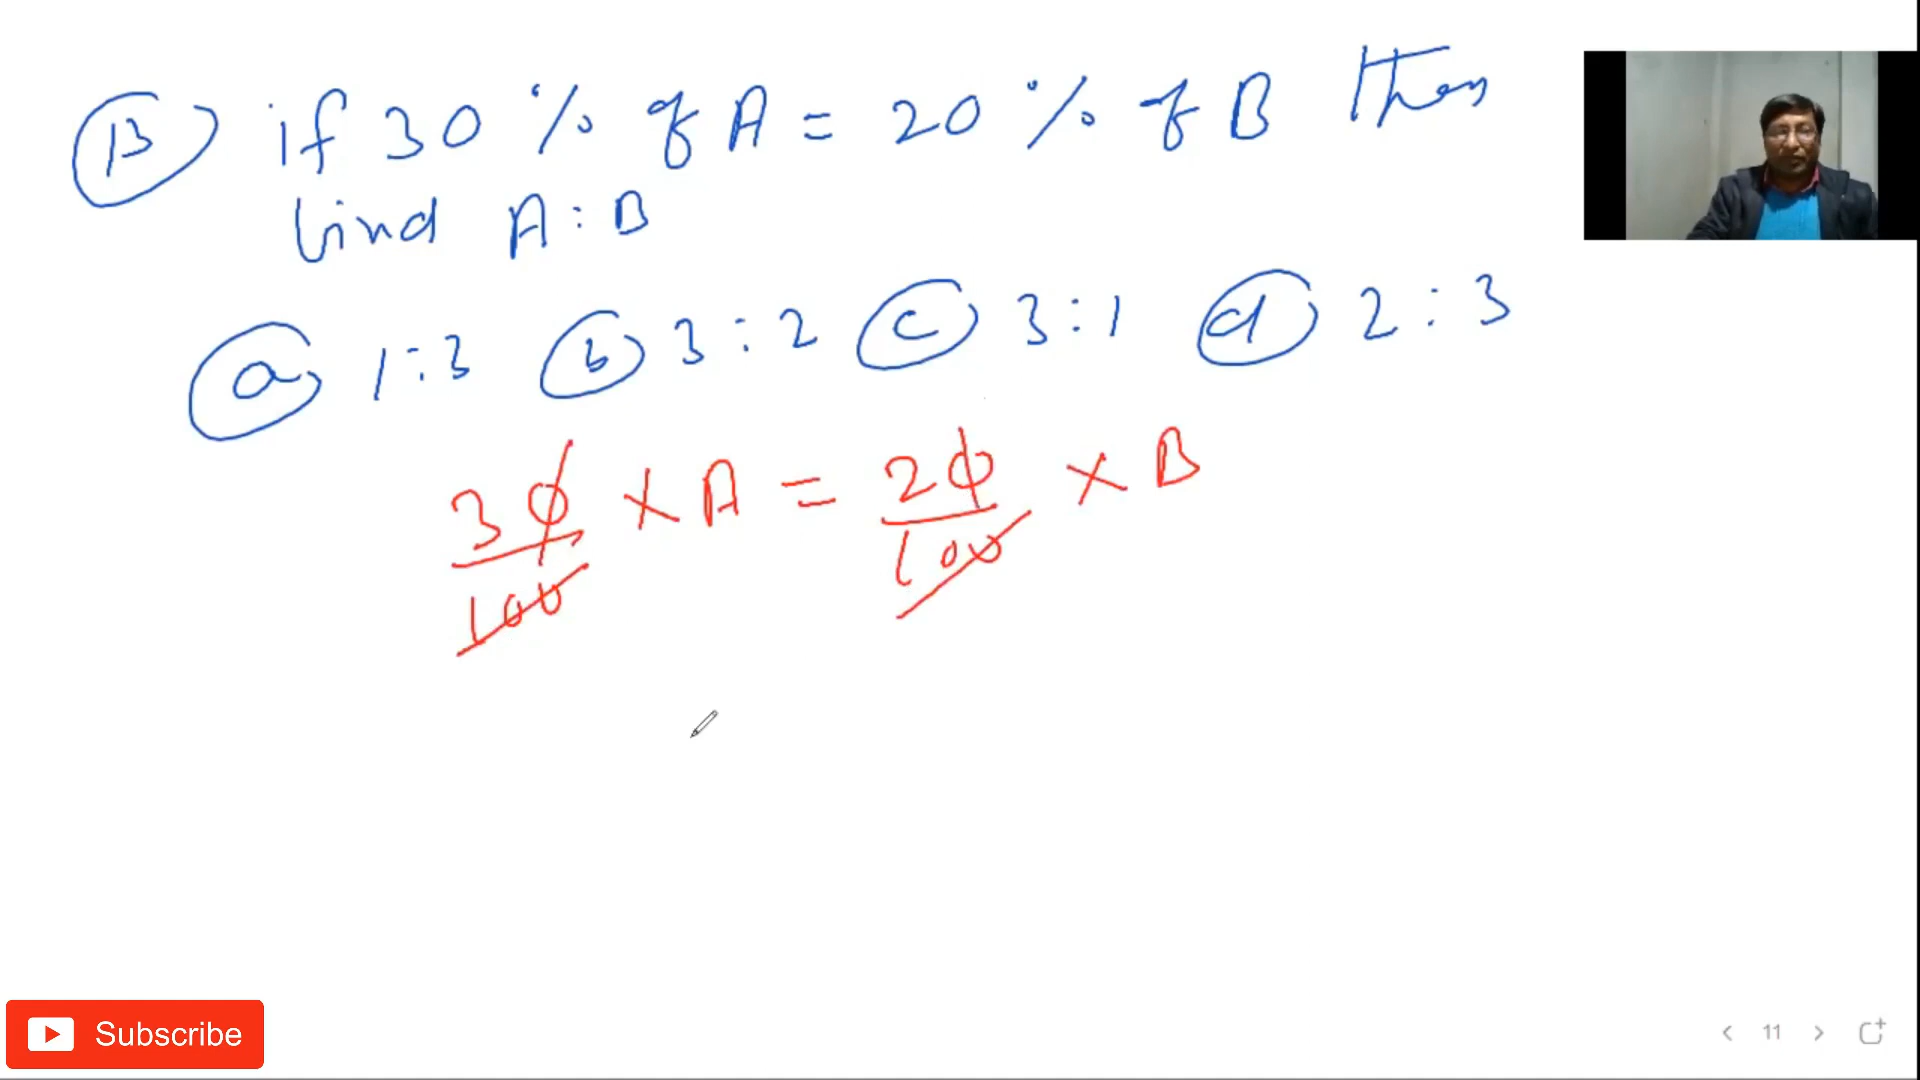 13 if 30 % of A = 20 % of B then
find A : B
a 1 : 3 b 3 : 2 c 3 : 1 d 2 : 3
30/100 × A = 20/100 × B
Subscribe
< 11 >